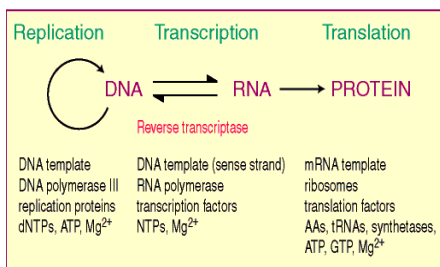 Replication Transcription Translation
DNA RNA PROTEIN
Reverse transcriptase
DNA template
DNA polymerase III
replication proteins
dNTPs, ATP, Mg²⁺
DNA template (sense strand)
RNA polymerase
transcription factors
NTPs, Mg²⁺
mRNA template
ribosomes
translation factors
AAs, tRNAs, synthetases,
ATP, GTP, Mg²⁺